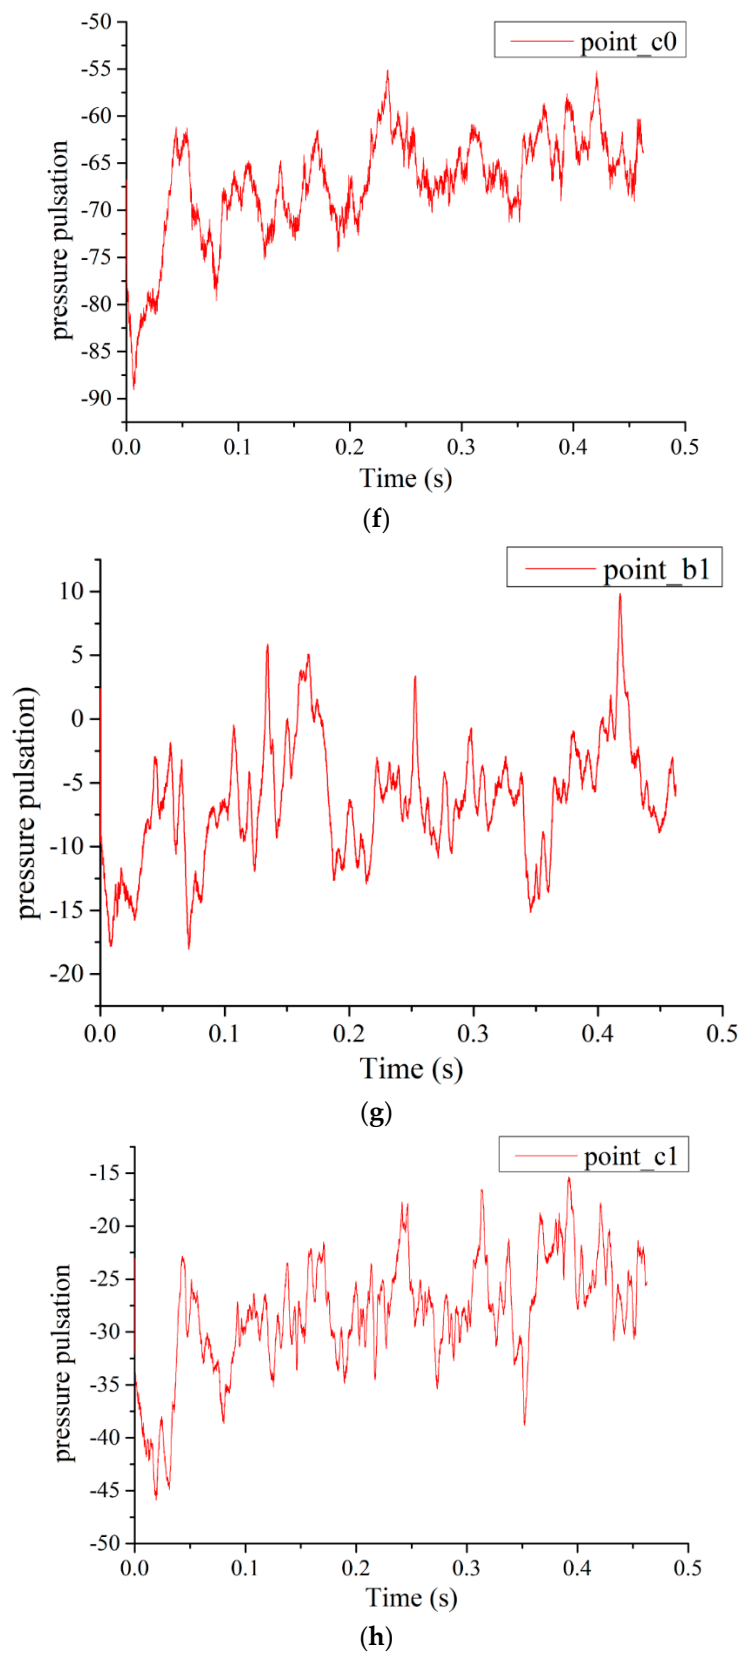 point_c0
-50
-55
-60
-65
-70
-75
-80
-85
-90
pressure pulsation
0.0 0.1 0.2 0.3 0.4 0.5
Time (s)
(f)
point_b1
10
5
0
-5
-10
-15
-20
pressure pulsation)
0.0 0.1 0.2 0.3 0.4 0.5
Time (s)
(g)
point_c1
-15
-20
-25
-30
-35
-40
-45
-50
pressure pulsation
0.0 0.1 0.2 0.3 0.4 0.5
Time (s)
(h)